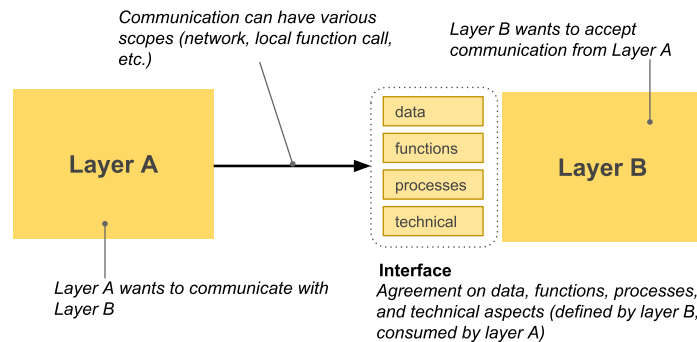 Communication can have various
scopes (network, local function call,
etc.)
Layer B wants to accept
communication from Layer A
Layer A
data
functions
processes
technical
Layer B
Layer A wants to communicate with
Layer B
Interface
Agreement on data, functions, processes,
and technical aspects (defined by layer B,
consumed by layer A)